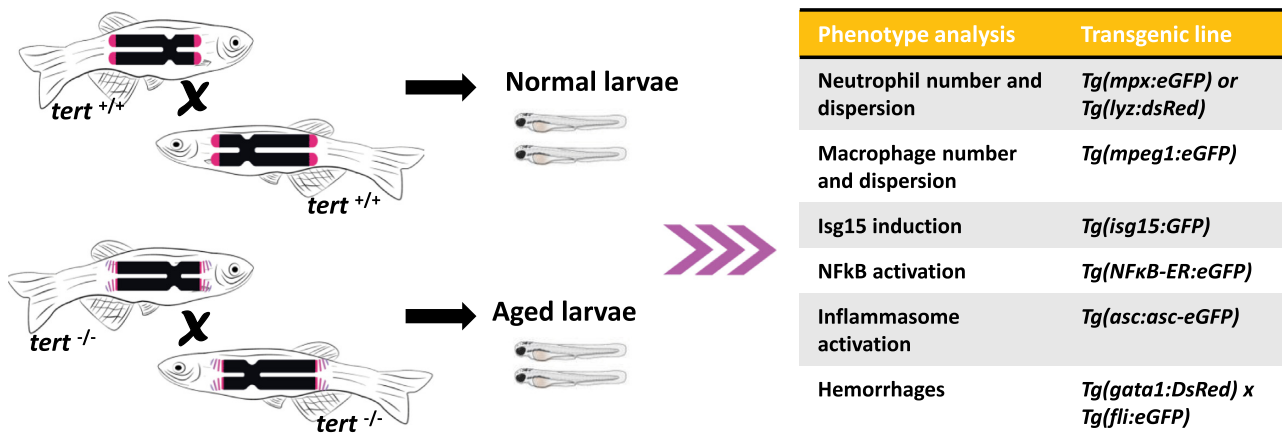 tert +/+
X
tert +/+
Normal larvae
tert -/-
X
tert -/-
Aged larvae
Phenotype analysis Transgenic line
Neutrophil number and Tg(mpx:eGFP) or
dispersion Tg(lyz:dsRed)
Macrophage number Tg(mpeg1:eGFP)
and dispersion
Isg15 induction Tg(isg15:GFP)
NFkB activation Tg(NFκB-ER:eGFP)
Inflammasome Tg(asc:asc-eGFP)
activation
Hemorrhages Tg(gata1:DsRed) x
Tg(fli:eGFP)